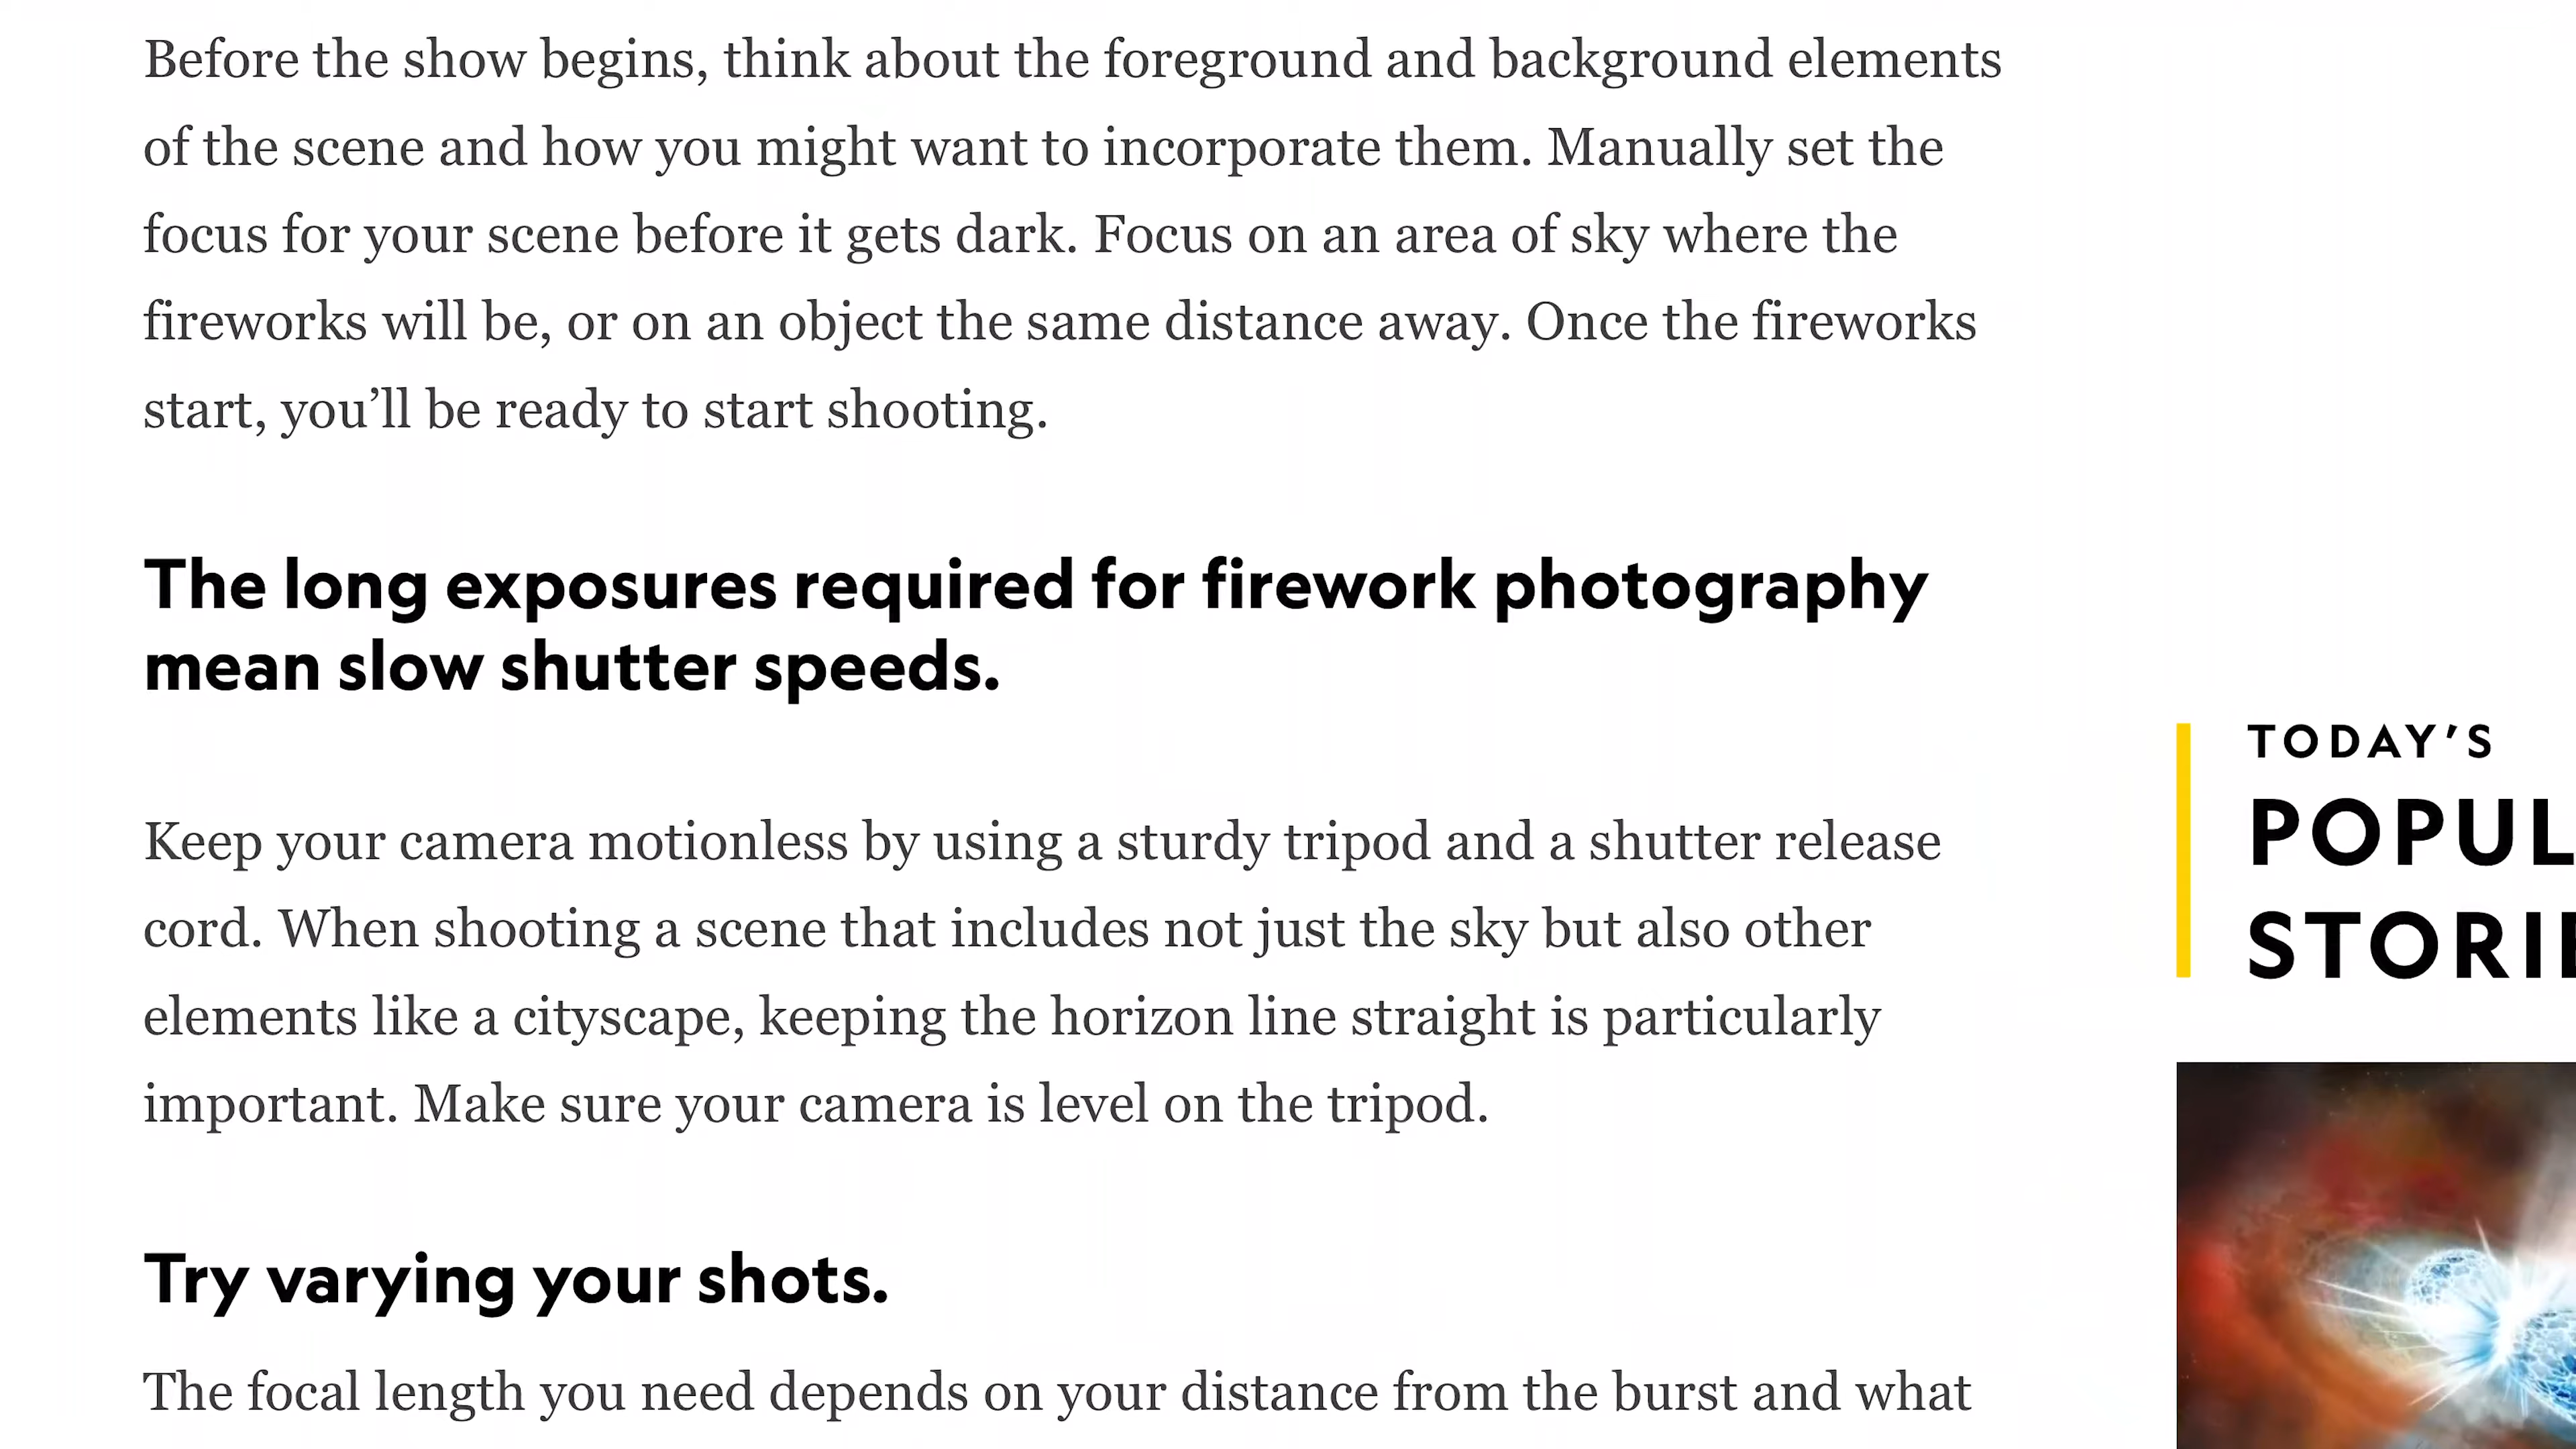 Before the show begins, think about the foreground and background elements
of the scene and how you might want to incorporate them. Manually set the
focus for your scene before it gets dark. Focus on an area of sky where the
fireworks will be, or on an object the same distance away. Once the fireworks
start, you’ll be ready to start shooting.
The long exposures required for firework photography
mean slow shutter speeds.
Keep your camera motionless by using a sturdy tripod and a shutter release
cord. When shooting a scene that includes not just the sky but also other
elements like a cityscape, keeping the horizon line straight is particularly
important. Make sure your camera is level on the tripod.
Try varying your shots.
The focal length you need depends on your distance from the burst and what
TODAY’S
POPUL
STORI